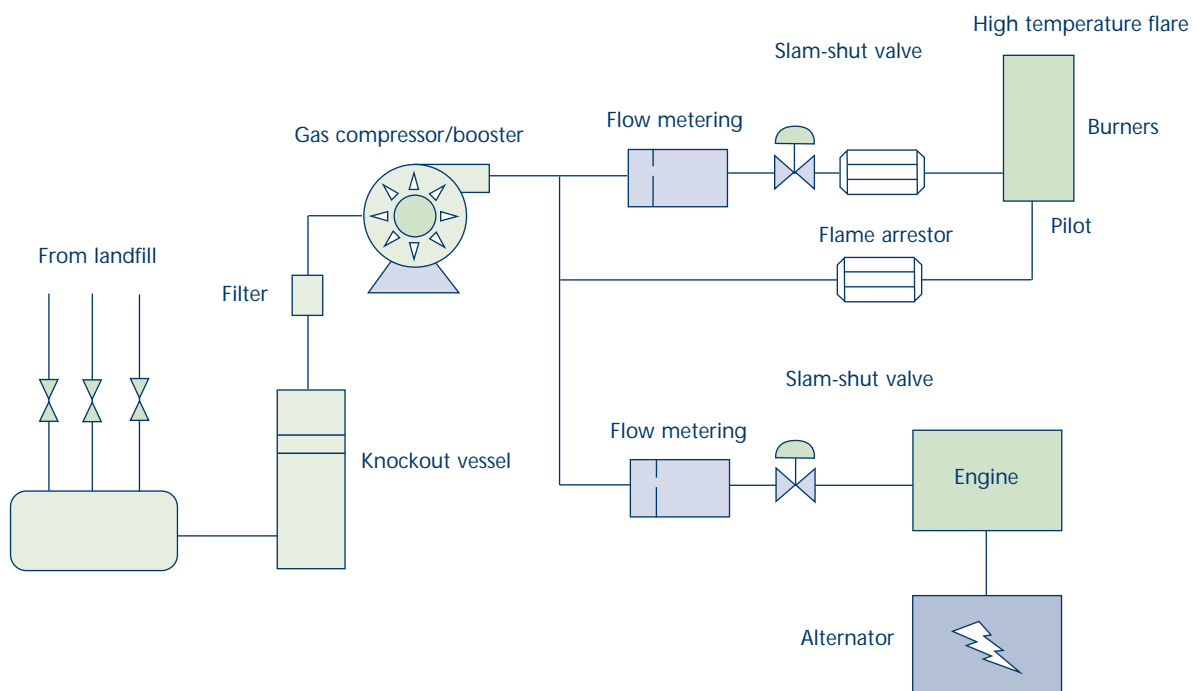 High temperature flare
Slam-shut valve
Flow metering
Burners
Gas compressor/booster
Flame arrestor
Pilot
From landfill
Filter
Slam-shut valve
Flow metering
Knockout vessel
Engine
Alternator